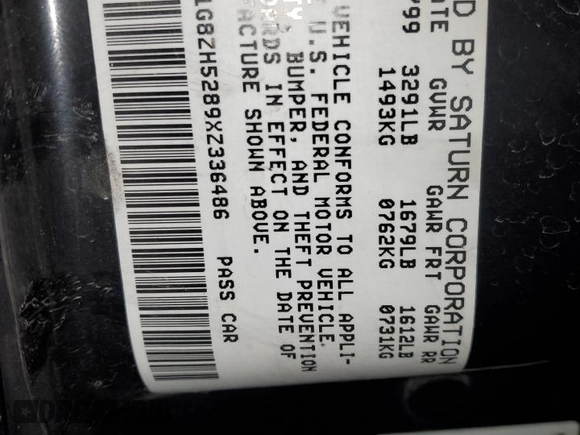 D BY SATURN CORPORATION
ATE GVWR GAWR FRT GAWR RR
/99 3291LB 1679LB 1612LB
1493KG 0762KG 0731KG
VEHICLE CONFORMS TO ALL APPLI-
U.S. FEDERAL MOTOR VEHICLE
TY, BUMPER, AND THEFT PREVENTION
ARDS IN EFFECT ON THE DATE OF
ACTURE SHOWN ABOVE.
1G8ZH5289XZ336486 PASS CAR